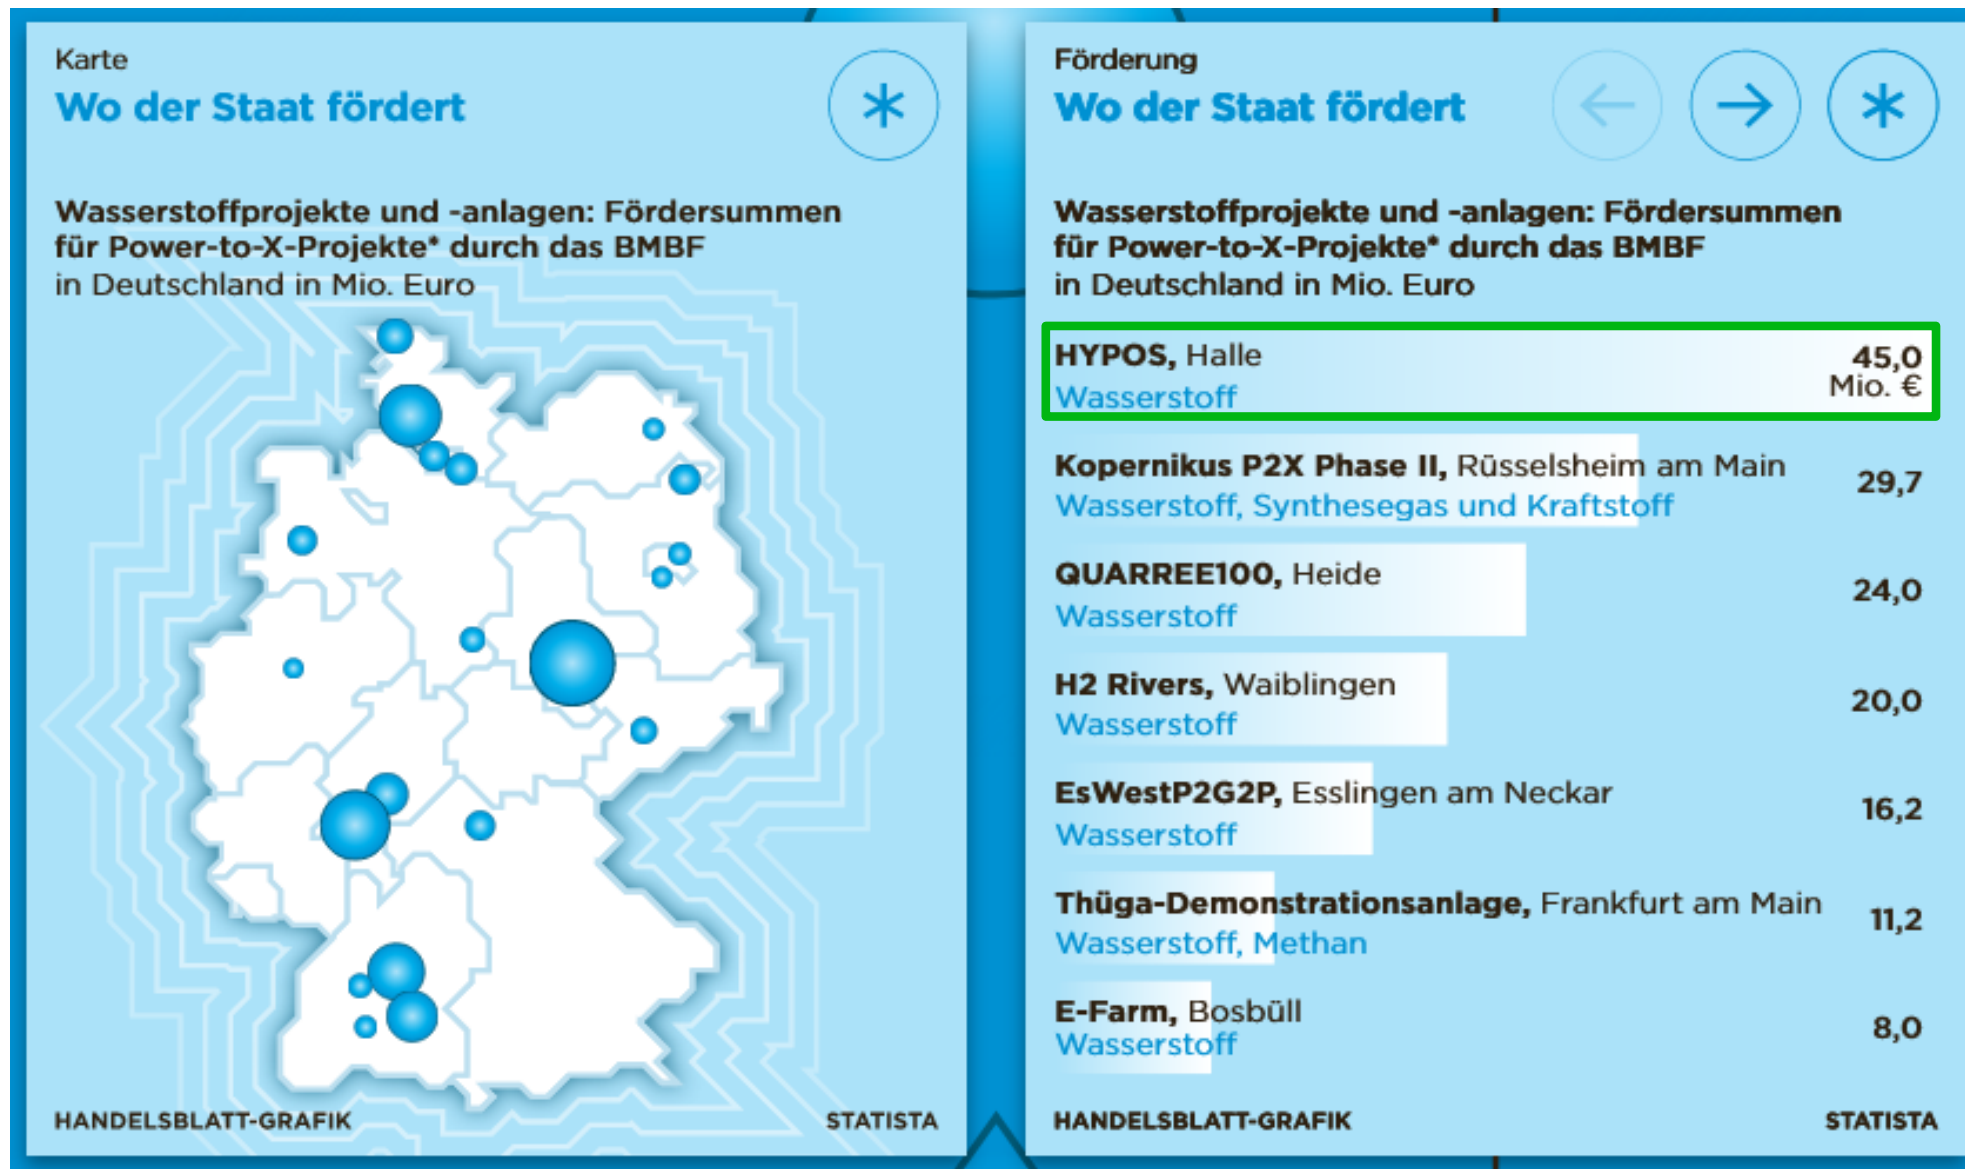 Karte
Wo der Staat fördert
Wasserstoffprojekte und -anlagen: Fördersummen
für Power-to-X-Projekte* durch das BMBF
in Deutschland in Mio. Euro
HANDELSBLATT-GRAFIK
STATISTA
Förderung
Wo der Staat fördert
Wasserstoffprojekte und -anlagen: Fördersummen
für Power-to-X-Projekte* durch das BMBF
in Deutschland in Mio. Euro
HYPOS, Halle
Wasserstoff
45,0
Mio. €
Kopernikus P2X Phase II, Rüsselsheim am Main
Wasserstoff, Synthesegas und Kraftstoff
29,7
QUARREE100, Heide
Wasserstoff
24,0
H2 Rivers, Waiblingen
Wasserstoff
20,0
EsWestP2G2P, Esslingen am Neckar
Wasserstoff
16,2
Thüga-Demonstrationsanlage, Frankfurt am Main
Wasserstoff, Methan
11,2
E-Farm, Bosbüll
Wasserstoff
8,0
HANDELSBLATT-GRAFIK
STATISTA